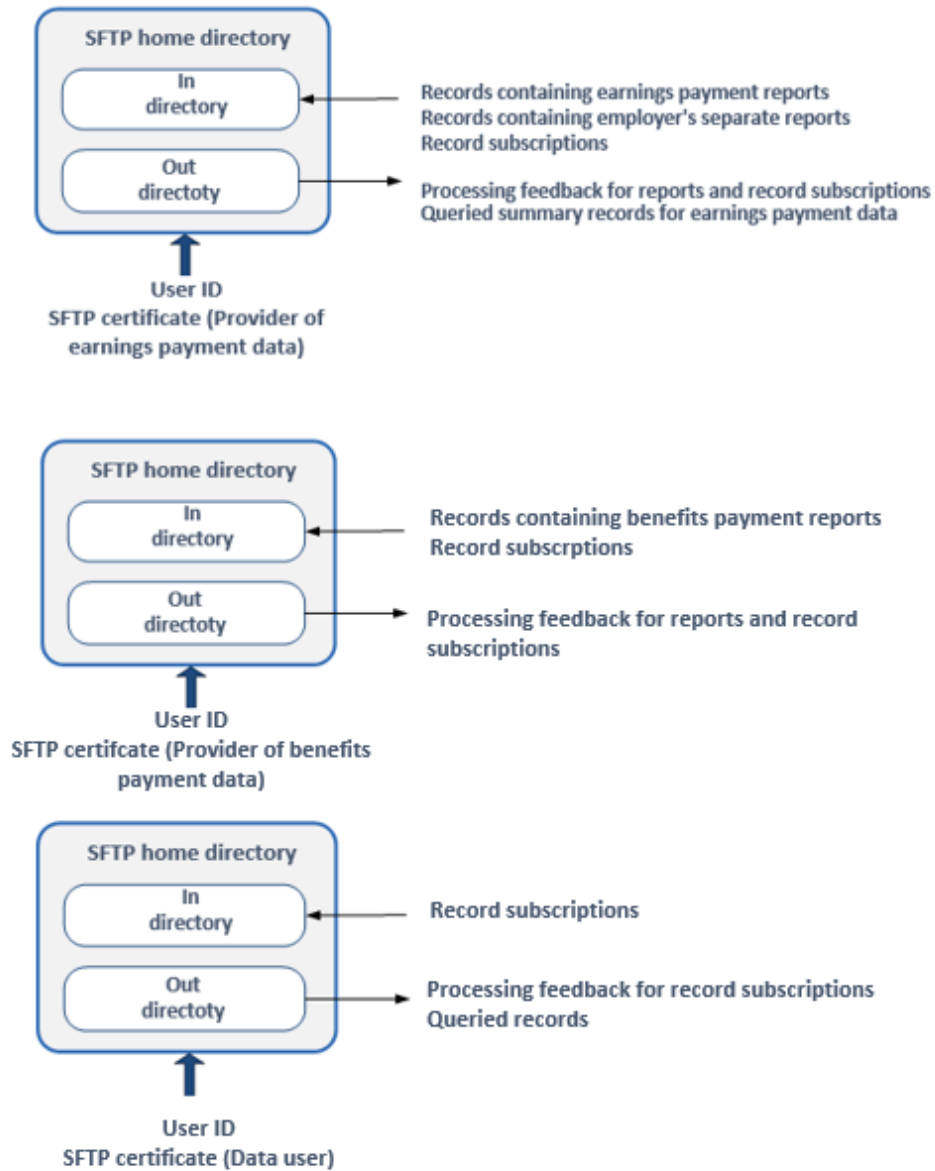 SFTP home directory
In
directory
Records containing earnings payment reports
Records containing employer's separate reports
Record subscriptions
Out
directoty
Processing feedback for reports and record subscriptions
Queried summary records for earnings payment data
User ID
SFTP certificate (Provider of
earnings payment data)
SFTP home directory
In
directory
Records containing benefits payment reports
Record subscrptions
Out
directoty
Processing feedback for reports and record
subscriptions
User ID
SFTP certifcate (Provider of benefits
payment data)
SFTP home directory
In
directory
Record subscriptions
Out
directoty
Processing feedback for record subscriptions
Queried records
User ID
SFTP certificate (Data user)